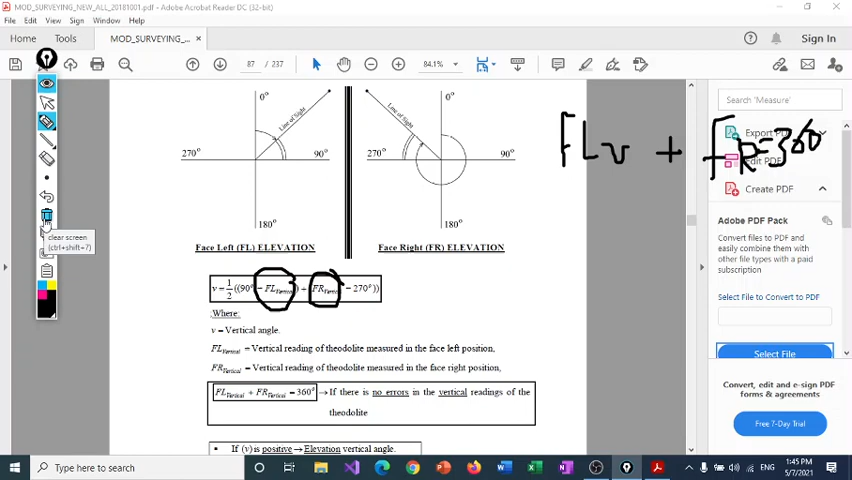 MOD_SURVEYING_NEW_ALL_20181001.pdf - Adobe Acrobat Reader DC (32-bit)
File Edit View Sign Window Help
Home Tools MOD_SURVEYING_... × Sign In
87 / 237 84.1%
Search 'Measure'
Export PDF
Edit PDF
Create PDF
Adobe PDF Pack
Convert files to PDF and
easily combine them with
other file types with a paid
subscription
Select File to Convert to PDF
Select File
Convert, edit and e-sign PDF
forms & agreements
Free 7-Day Trial
clear screen
(ctrl+shift+7)
FLv + FR=360
0° 0°
Line of Sight Line of Sight
270° 90° 270° 90°
180° 180°
Face Left (FL) ELEVATION Face Right (FR) ELEVATION
v = 1/2 ((90° − FL_Vertical) + (FR_Vertical − 270°))
Where:
v = Vertical angle.
FL_Vertical = Vertical reading of theodolite measured in the face left position,
FR_Vertical = Vertical reading of theodolite measured in the face right position,
FL_Vertical + FR_Vertical = 360° → If there is no errors in the vertical readings of the
theodolite
▪ If (v) is positive → Elevation vertical angle.
Type here to search
ENG
1:45 PM
5/7/2021